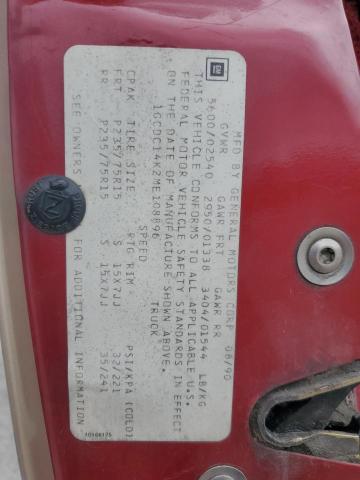 GM
MFD BY GENERAL MOTORS CORP 08/90
GVWR GAWR FRT GAWR RR
5600/02540 2950/01338 3404/01544 LB/KG
THIS VEHICLE CONFORMS TO ALL APPLICABLE U.S.
FEDERAL MOTOR VEHICLE SAFETY STANDARDS IN EFFECT
ON THE DATE OF MANUFACTURE SHOWN ABOVE.
1GCDC14K2ME108896 TRUCK
SPEED
CPAK TIRE SIZE RTG RIM PSI/KPA (COLD)
FRT P235/75R15 S 15X7JJ 32/221
RR P235/75R15 S 15X7JJ 35/241
SEE OWNERS FOR ADDITIONAL INFORMATION
N